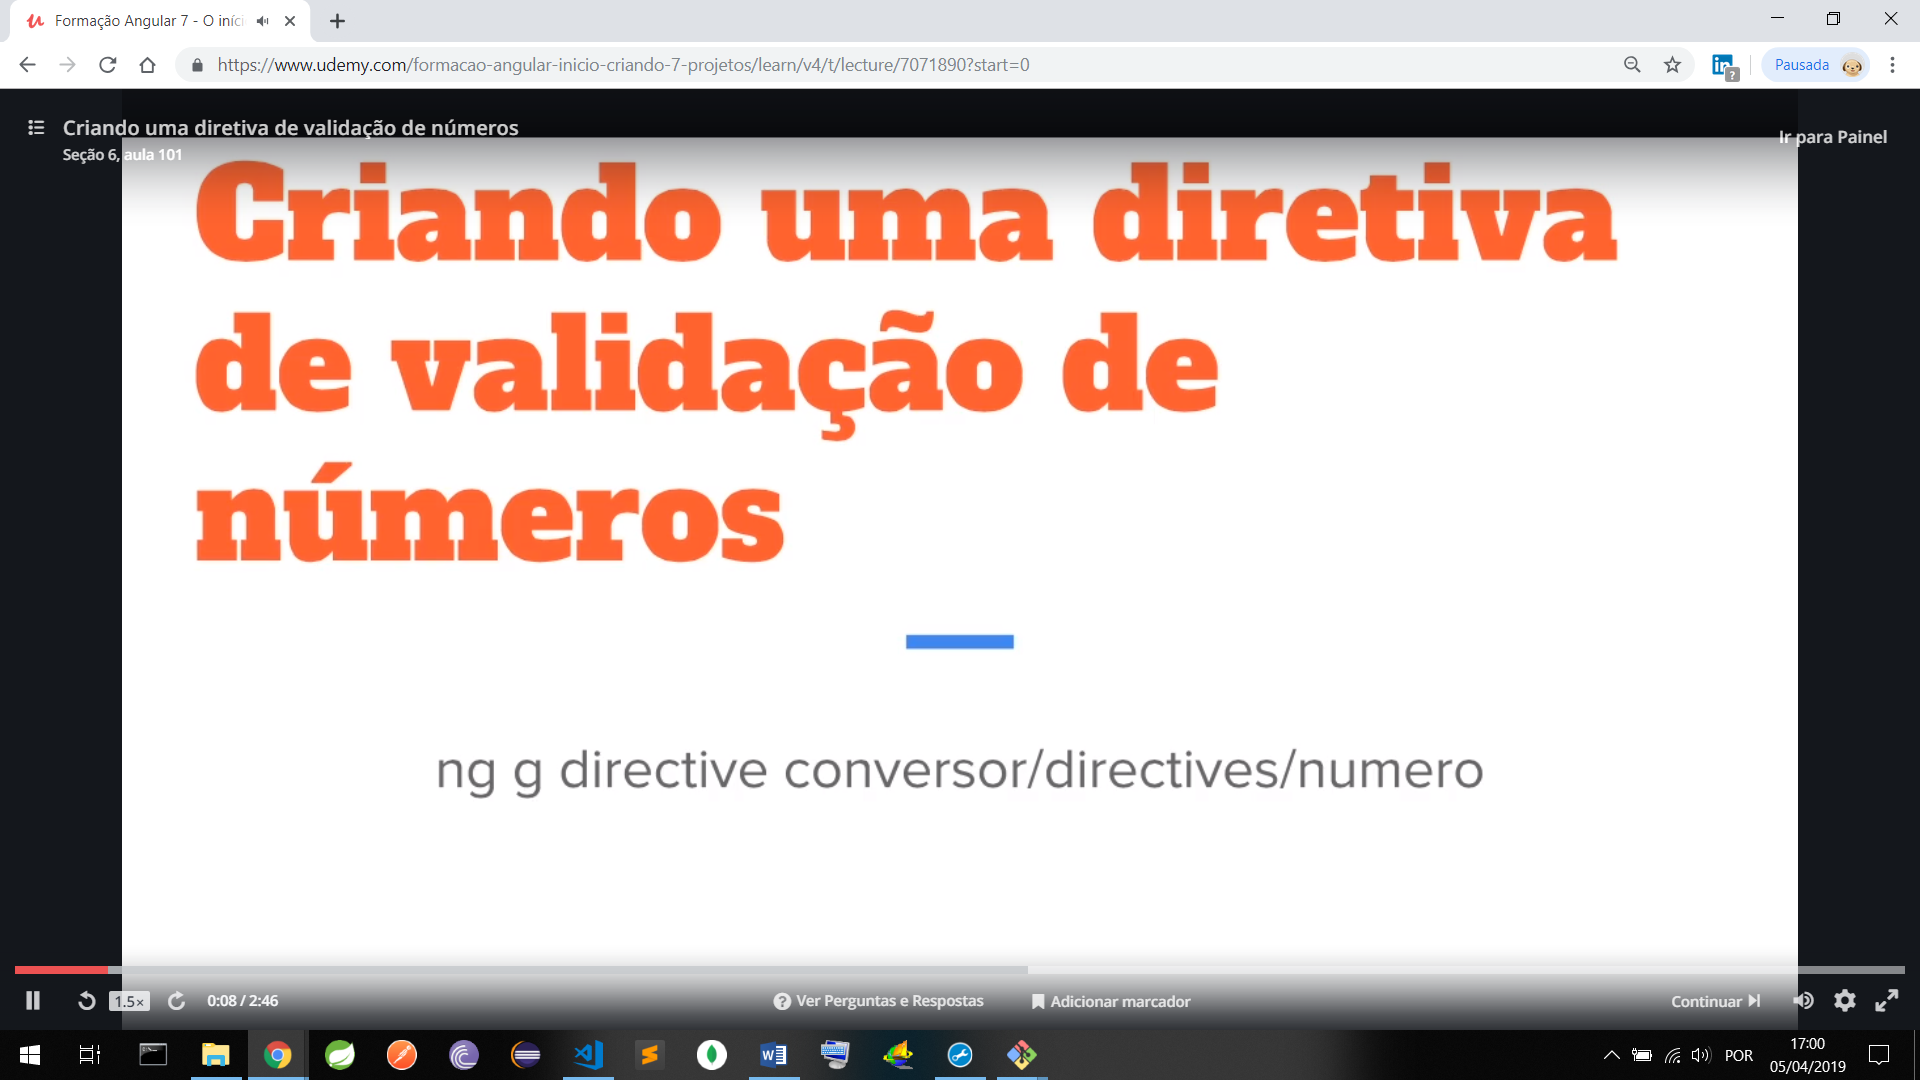 Formação Angular 7 - O iníci
https://www.udemy.com/formacao-angular-inicio-criando-7-projetos/learn/v4/t/lecture/7071890?start=0
Pausada
Criando uma diretiva de validação de números
Seção 6, aula 101
Ir para Painel
Criando uma diretiva
de validação de
números
ng g directive conversor/directives/numero
1.5×
0:08 / 2:46
Ver Perguntas e Respostas
Adicionar marcador
Continuar
POR
17:00
05/04/2019